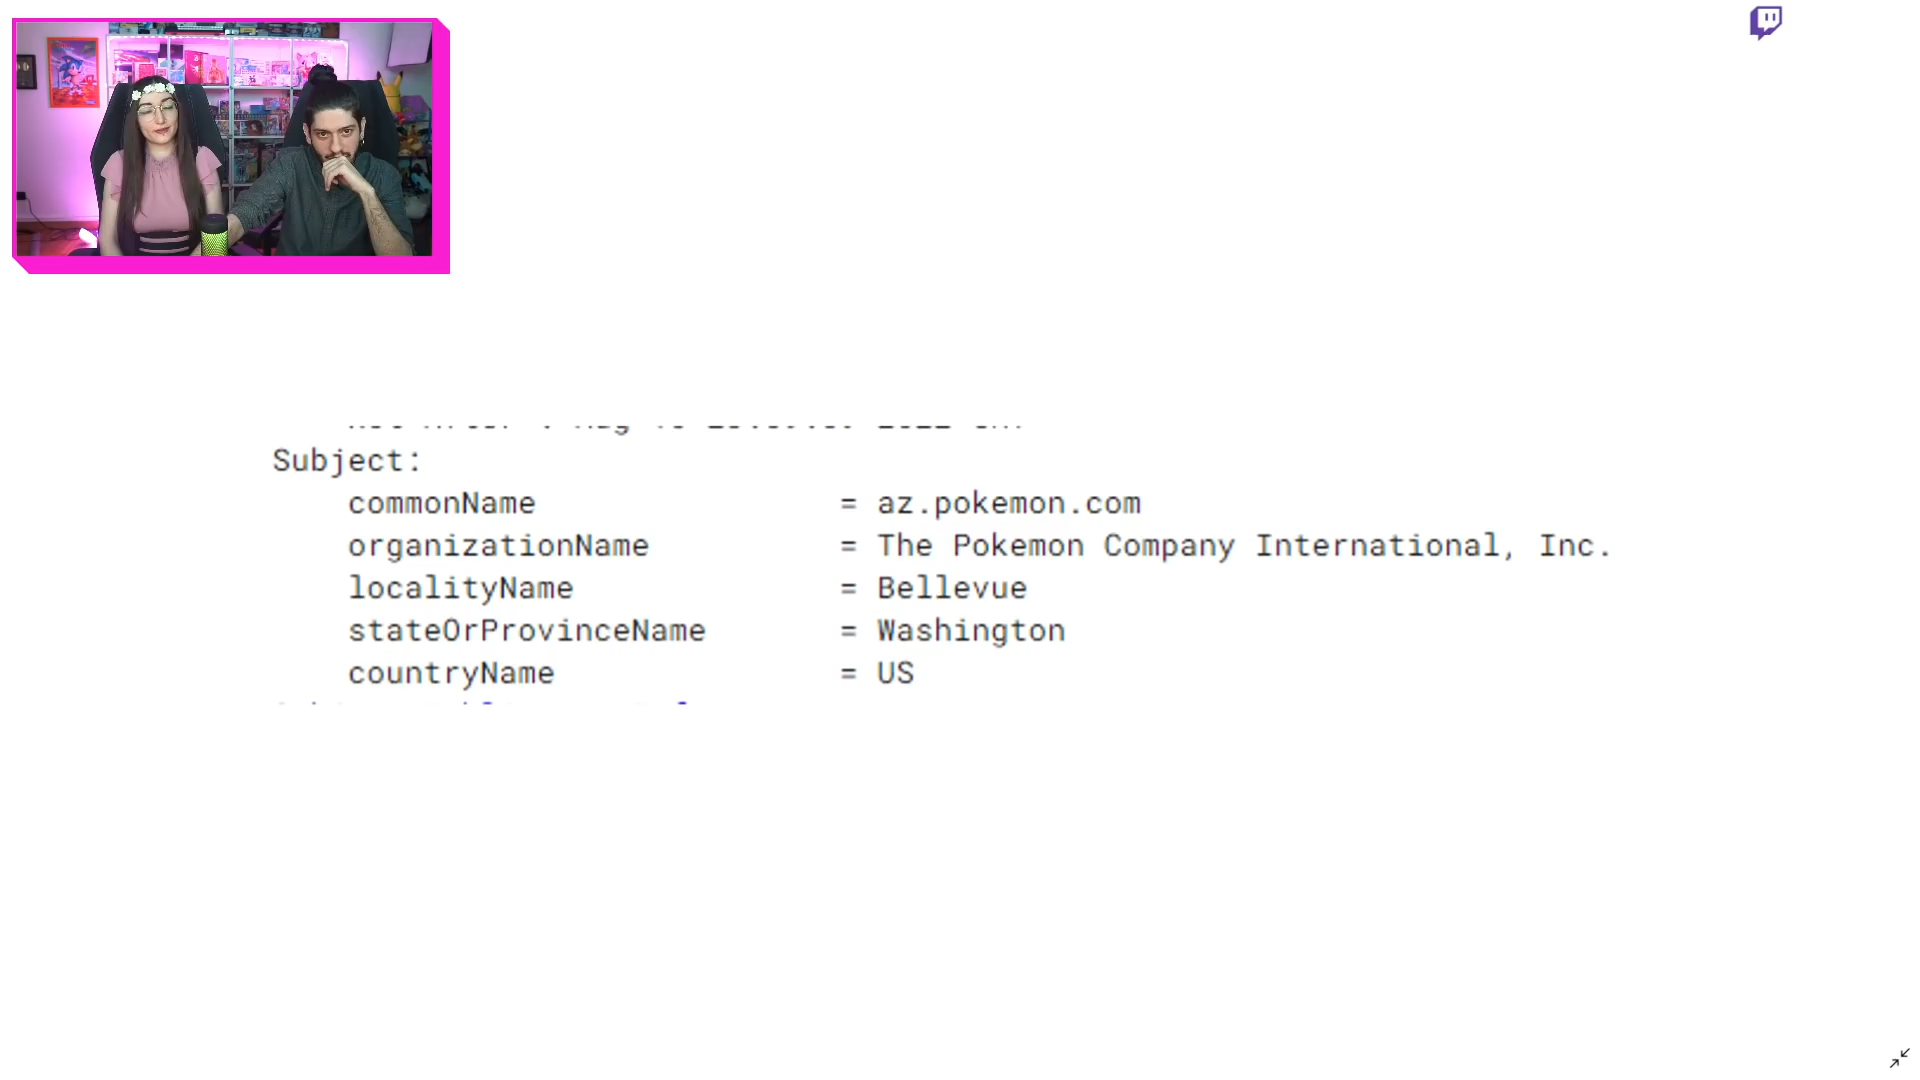 Subject:
commonName = az.pokemon.com
organizationName = The Pokemon Company International, Inc.
localityName = Bellevue
stateOrProvinceName = Washington
countryName = US